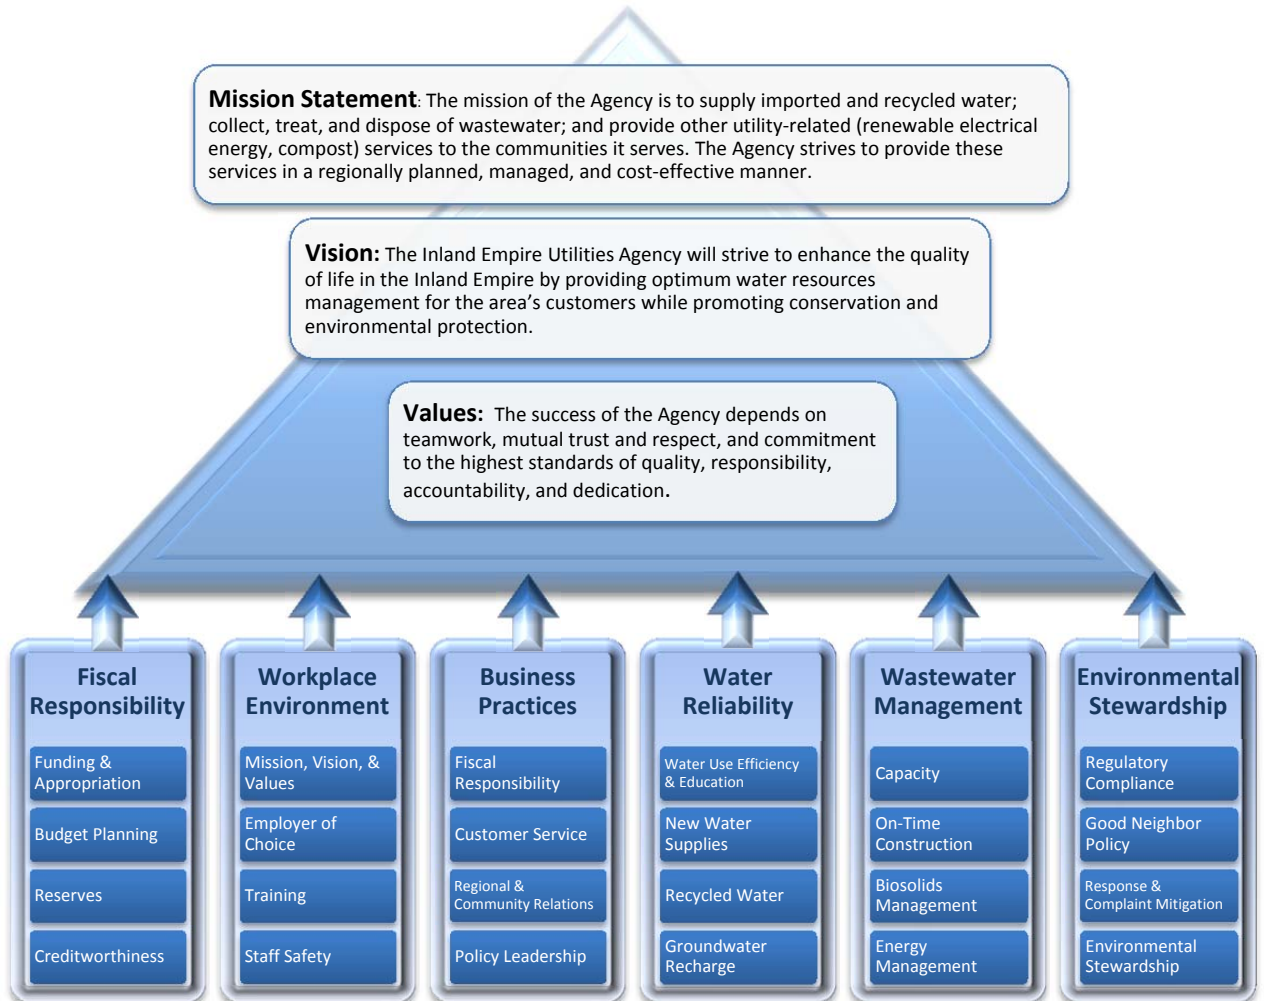 Mission Statement: The mission of the Agency is to supply imported and recycled water;
collect, treat, and dispose of wastewater; and provide other utility-related (renewable electrical
energy, compost) services to the communities it serves. The Agency strives to provide these
services in a regionally planned, managed, and cost-effective manner.
Vision: The Inland Empire Utilities Agency will strive to enhance the quality
of life in the Inland Empire by providing optimum water resources
management for the area’s customers while promoting conservation and
environmental protection.
Values: The success of the Agency depends on
teamwork, mutual trust and respect, and commitment
to the highest standards of quality, responsibility,
accountability, and dedication.
Fiscal
Responsibility
Funding &
Appropriation
Budget Planning
Reserves
Creditworthiness
Workplace
Environment
Mission, Vision, &
Values
Employer of
Choice
Training
Staff Safety
Business
Practices
Fiscal
Responsibility
Customer Service
Regional &
Community Relations
Policy Leadership
Water
Reliability
Water Use Efficiency
& Education
New Water
Supplies
Recycled Water
Groundwater
Recharge
Wastewater
Management
Capacity
On-Time
Construction
Biosolids
Management
Energy
Management
Environmental
Stewardship
Regulatory
Compliance
Good Neighbor
Policy
Response &
Complaint Mitigation
Environmental
Stewardship